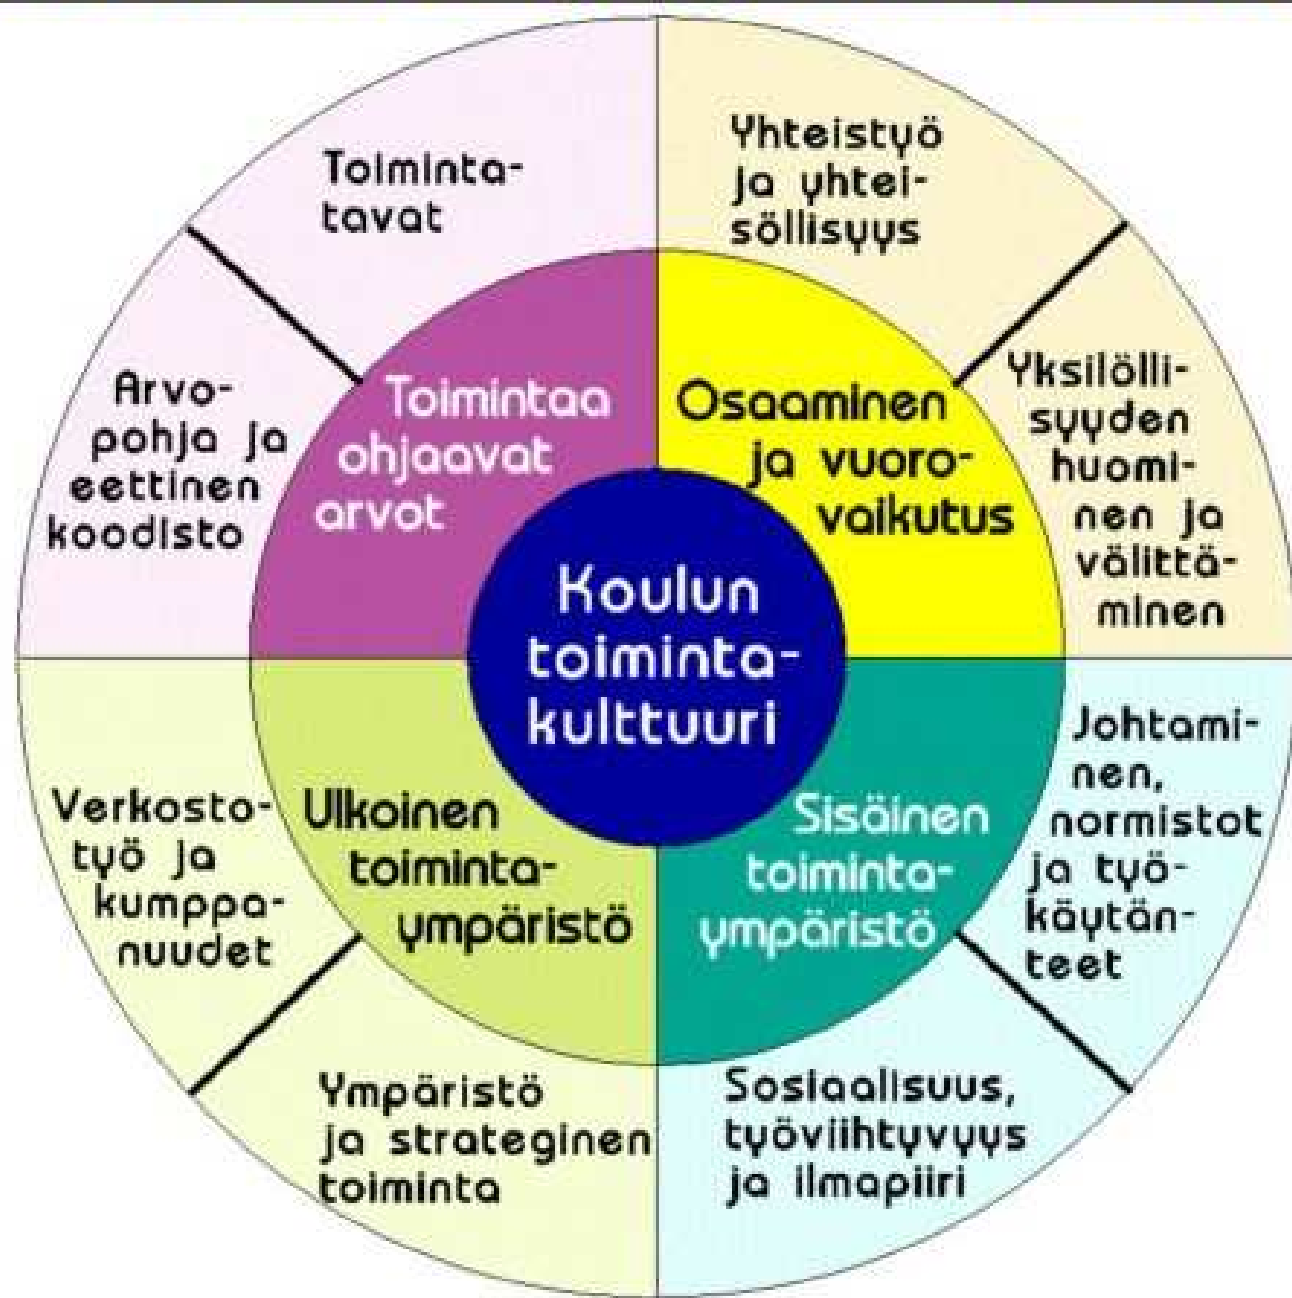 Toiminta-
tavat
Yhteistyö
ja yhtei-
söllisyys
Arvo-
pohja ja
eettinen
koodisto
Toimintaa
ohjaavat
arvot
Osaaminen
ja vuoro-
vaikutus
Yksilölli-
syyden
huomi-
nen ja
välittä-
minen
Koulun
toiminta-
kulttuuri
Verkosto-
työ ja
kumppa-
nuudet
Ulkoinen
toiminta-
ympäristö
Sisäinen
toiminta-
ympäristö
Johtami-
nen,
normistot
ja työ-
käytän-
teet
Ympäristö
ja strateginen
toiminta
Sosiaalisuus,
työviihtyvyys
ja ilmapiiri